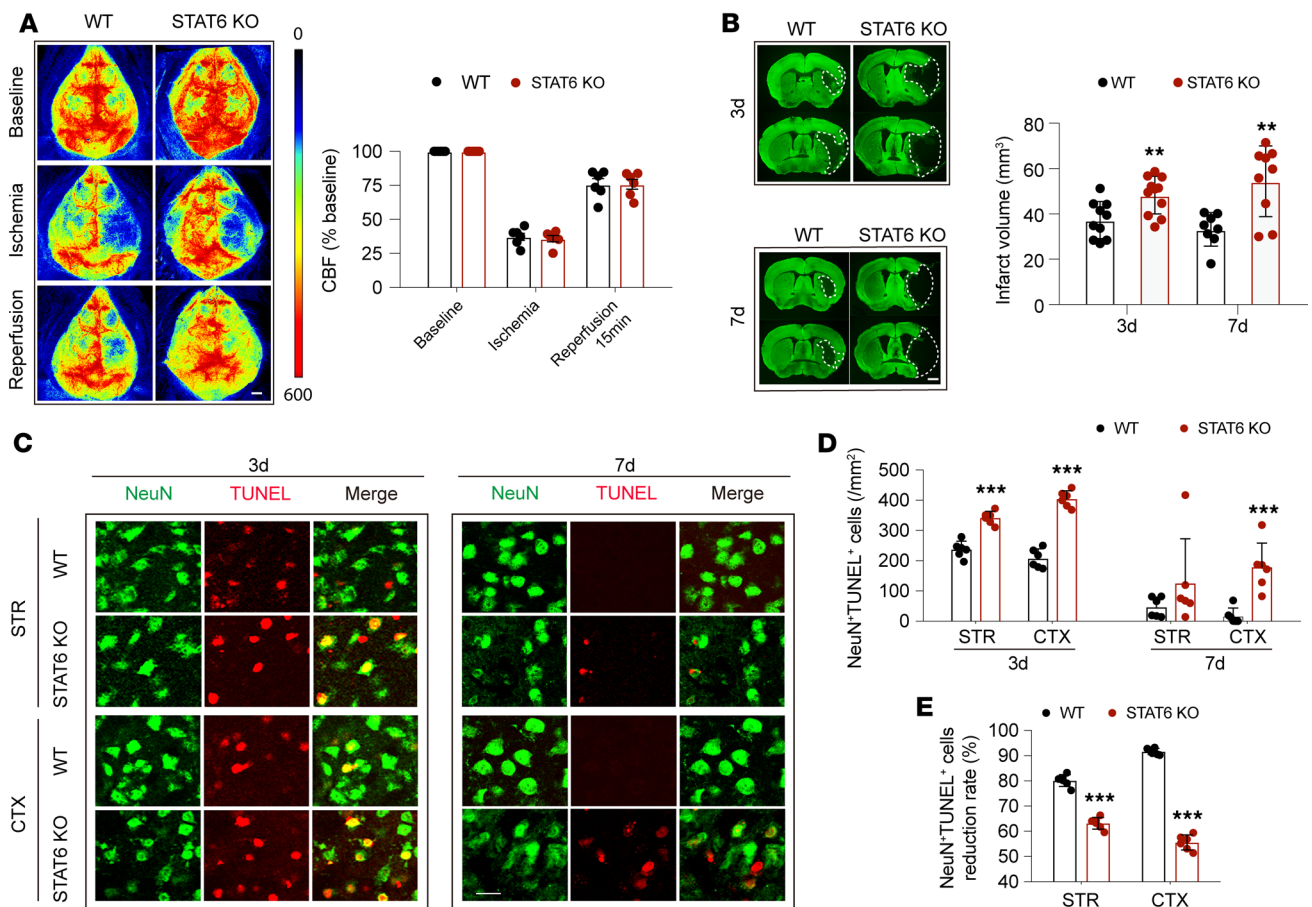 A
WT STAT6 KO
Baseline
Ischemia
Reperfusion
0
600
WT STAT6 KO
CBF (% baseline)
100
75
50
25
0
Baseline
Ischemia
Reperfusion
15min
B
WT STAT6 KO
3d
WT STAT6 KO
7d
WT STAT6 KO
Infarct volume (mm³)
80
60
40
20
0
** **
3d 7d
C
3d
NeuN TUNEL Merge
7d
NeuN TUNEL Merge
STR
WT
STAT6 KO
CTX
WT
STAT6 KO
D
WT STAT6 KO
NeuN⁺TUNEL⁺ cells (/mm²)
500
400
300
200
100
0
*** *** ***
STR CTX STR CTX
3d 7d
E
WT STAT6 KO
NeuN⁺TUNEL⁺ cells
reduction rate (%)
100
90
80
70
60
50
40
*** ***
STR CTX